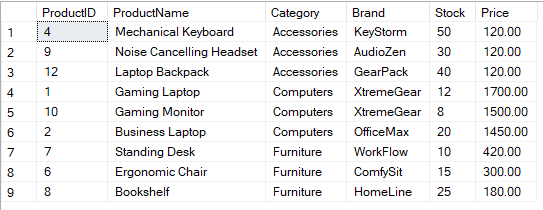 ProductID ProductName Category Brand Stock Price
1 4 Mechanical Keyboard Accessories KeyStorm 50 120.00
2 9 Noise Cancelling Headset Accessories AudioZen 30 120.00
3 12 Laptop Backpack Accessories GearPack 40 120.00
4 1 Gaming Laptop Computers XtremeGear 12 1700.00
5 10 Gaming Monitor Computers XtremeGear 8 1500.00
6 2 Business Laptop Computers OfficeMax 20 1450.00
7 7 Standing Desk Furniture WorkFlow 10 420.00
8 6 Ergonomic Chair Furniture ComfySit 15 300.00
9 8 Bookshelf Furniture HomeLine 25 180.00